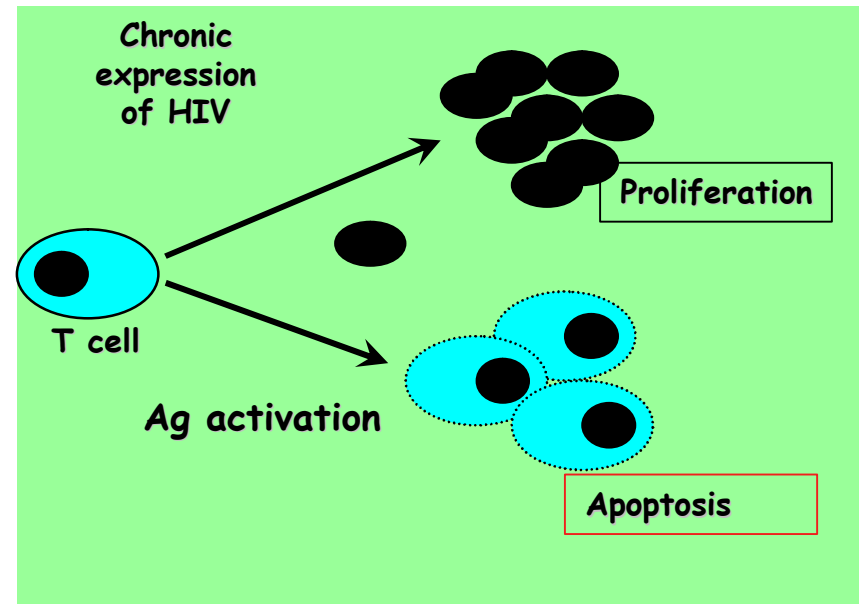 Chronic
expression
of HIV
Proliferation
T cell
Ag activation
Apoptosis